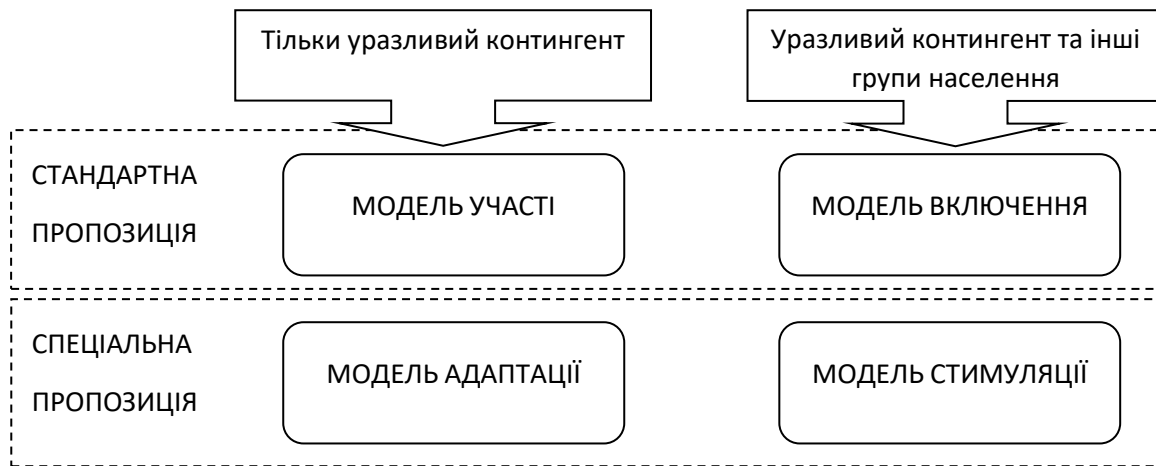 Тільки уразливий контингент
Уразливий контингент та інші
групи населення
СТАНДАРТНА
ПРОПОЗИЦІЯ
МОДЕЛЬ УЧАСТІ
МОДЕЛЬ ВКЛЮЧЕННЯ
СПЕЦІАЛЬНА
ПРОПОЗИЦІЯ
МОДЕЛЬ АДАПТАЦІЇ
МОДЕЛЬ СТИМУЛЯЦІЇ